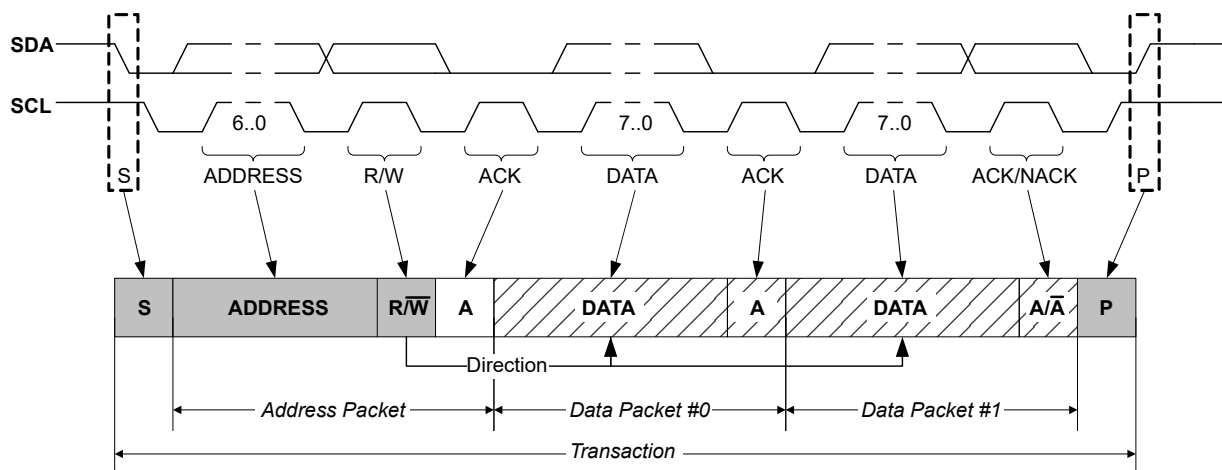 SDA
SCL
6..0 7..0 7..0
S ADDRESS R/W ACK DATA ACK DATA ACK/NACK P
S ADDRESS R/W̅ A DATA A DATA A/A̅ P
Direction
Address Packet Data Packet #0 Data Packet #1
Transaction